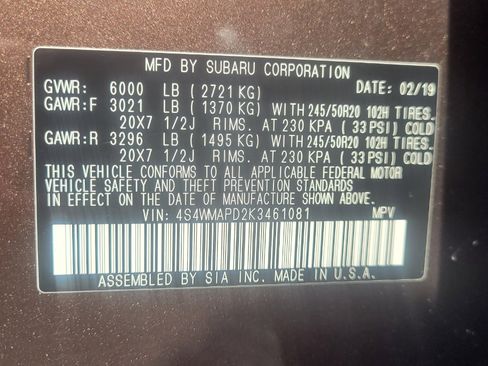 MFD BY SUBARU CORPORATION
GVWR: 6000 LB (2721 KG) DATE: 02/19
GAWR:F 3021 LB (1370 KG) WITH 245/50R20 102H TIRES.
20X7 1/2J RIMS. AT 230 KPA (33 PSI) COLD
GAWR:R 3296 LB (1495 KG) WITH 245/50R20 102H TIRES.
20X7 1/2J RIMS. AT 230 KPA (33 PSI) COLD
THIS VEHICLE CONFORMS TO ALL APPLICABLE FEDERAL MOTOR
VEHICLE SAFETY AND THEFT PREVENTION STANDARDS
IN EFFECT ON THE DATE OF MANUFACTURE SHOWN ABOVE.
VIN: 4S4WMAPD2K3461081 MPV
ASSEMBLED BY SIA INC. MADE IN U.S.A.